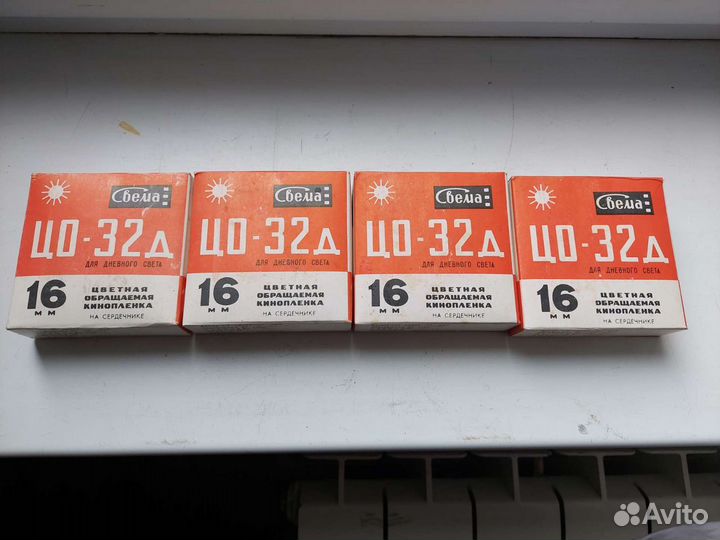 Свема
ЦО-32Д
ДЛЯ ДНЕВНОГО СВЕТА
16 ММ
ЦВЕТНАЯ
ОБРАЩАЕМАЯ
КИНОПЛЕНКА
НА СЕРДЕЧНИКЕ
Свема
ЦО-32Д
ДЛЯ ДНЕВНОГО СВЕТА
16 ММ
ЦВЕТНАЯ
ОБРАЩАЕМАЯ
КИНОПЛЕНКА
НА СЕРДЕЧНИКЕ
Свема
ЦО-32Д
ДЛЯ ДНЕВНОГО СВЕТА
16 ММ
ЦВЕТНАЯ
ОБРАЩАЕМАЯ
КИНОПЛЕНКА
НА СЕРДЕЧНИКЕ
Свема
ЦО-32Д
ДЛЯ ДНЕВНОГО СВЕТА
16 ММ
ЦВЕТНАЯ
ОБРАЩАЕМАЯ
КИНОПЛЕНКА
НА СЕРДЕЧНИКЕ
Avito